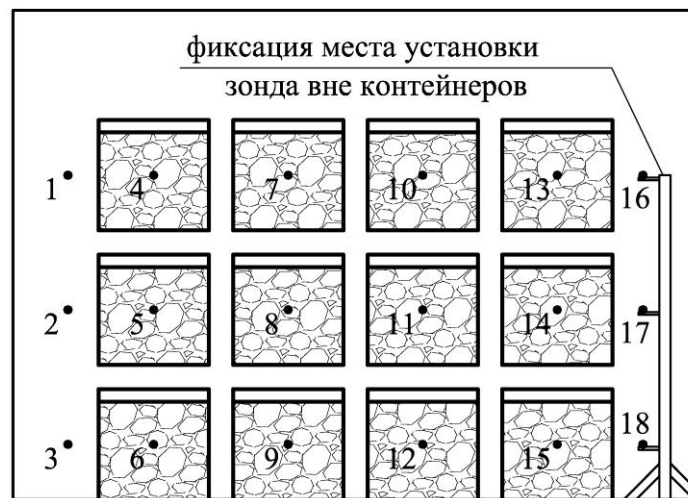 фиксация места установки
зонда вне контейнеров
1 4 7 10 13 16
2 5 8 11 14 17
3 6 9 12 15 18